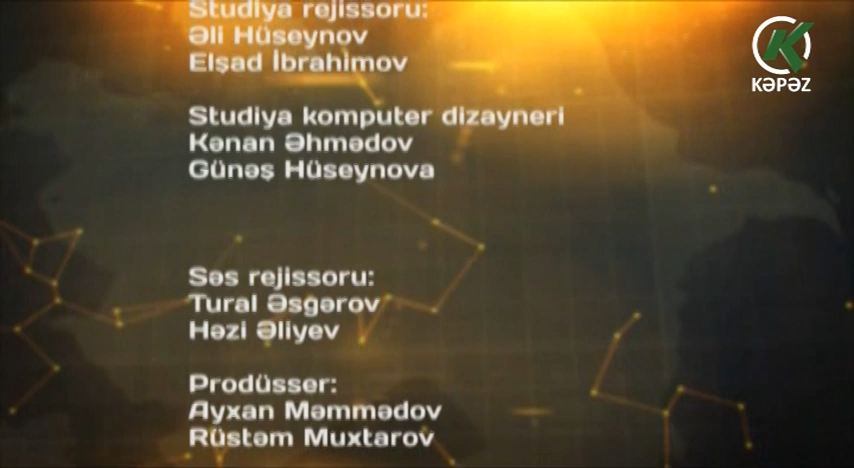 Studiya rejissoru:
Əli Hüseynov
Elşad İbrahimov
Studiya komputer dizayneri
Kənan Əhmədov
Günəş Hüseynova
Səs rejissoru:
Tural Əsgərov
Həzi Əliyev
Prodüsser:
Ayxan Məmmədov
Rüstəm Muxtarov
K
KƏPƏZ